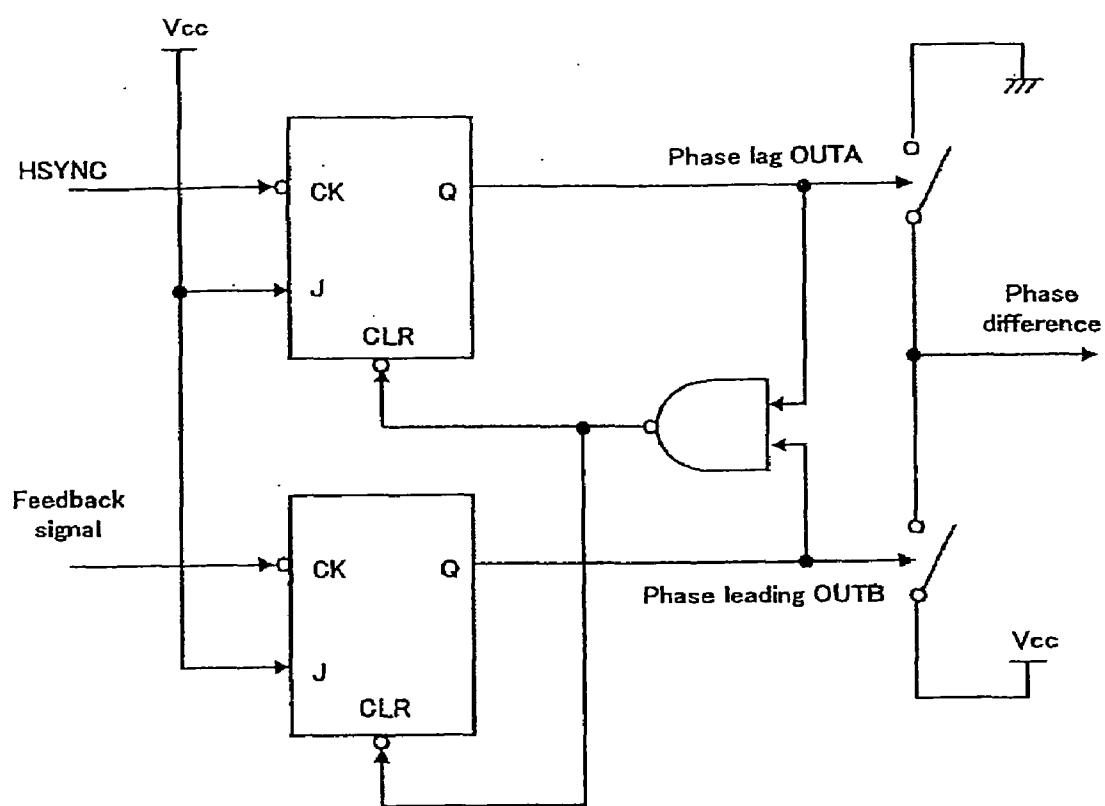 Vcc
HSYNC
CK
Q
J
CLR
Phase lag OUTA
Phase
difference
Feedback
signal
CK
Q
J
CLR
Phase leading OUTB
Vcc